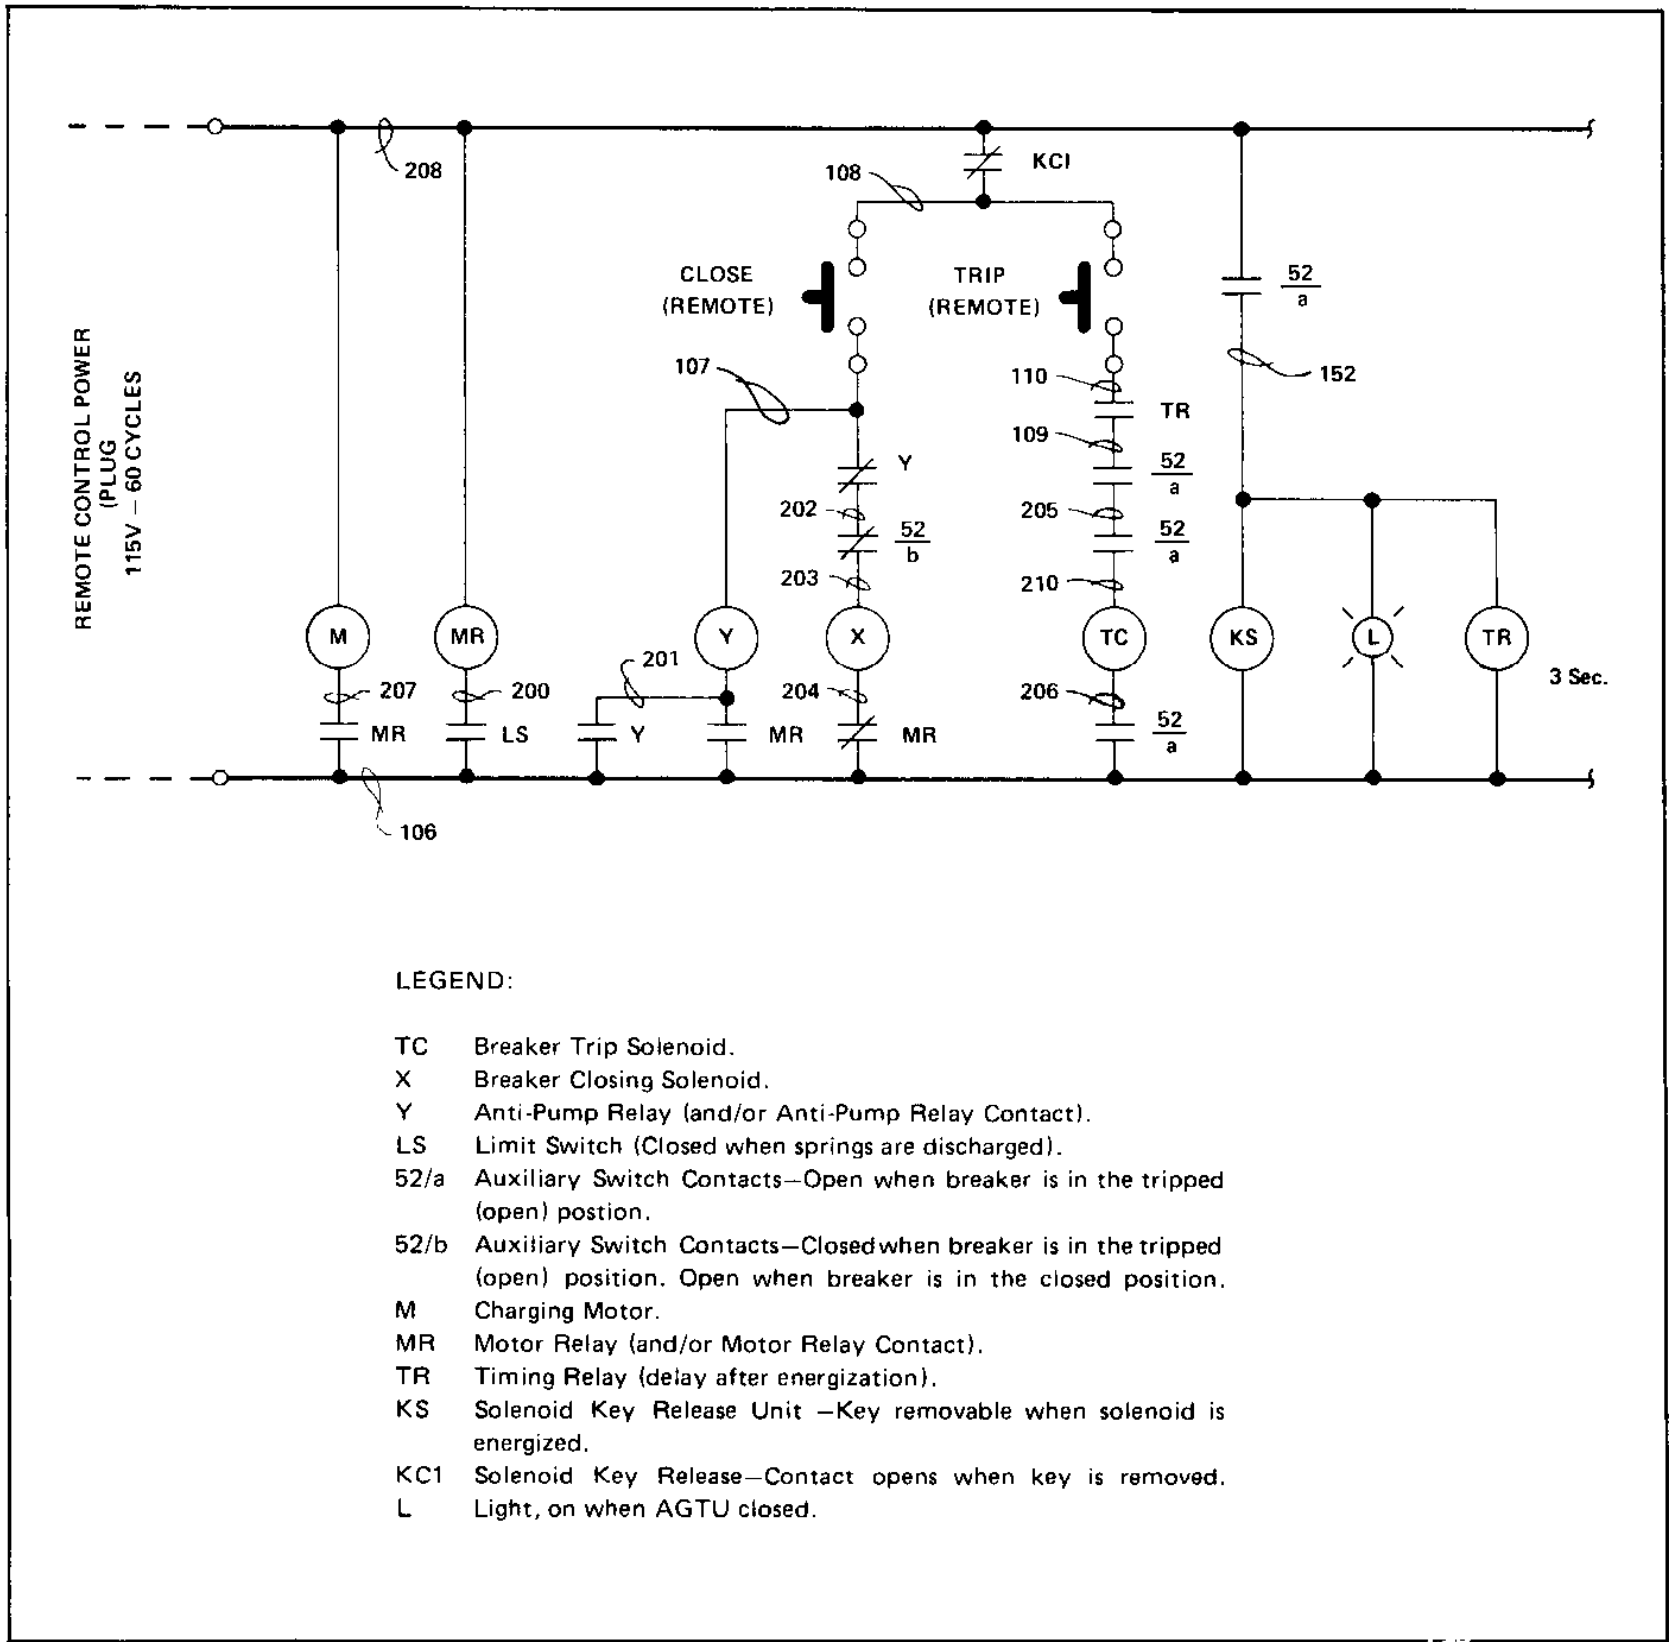 208
KCI
108
CLOSE
(REMOTE)
TRIP
(REMOTE)
52
a
REMOTE CONTROL POWER
(PLUG
115V – 60 CYCLES
107
110
152
TR
109
Y
52
a
202
205
52
b
52
a
203
210
M
MR
Y
X
TC
KS
L
TR
201
3 Sec.
207
200
204
206
MR
LS
Y
MR
MR
52
a
106
LEGEND:
TC Breaker Trip Solenoid.
X Breaker Closing Solenoid.
Y Anti-Pump Relay (and/or Anti-Pump Relay Contact).
LS Limit Switch (Closed when springs are discharged).
52/a Auxiliary Switch Contacts—Open when breaker is in the tripped
(open) postion.
52/b Auxiliary Switch Contacts—Closed when breaker is in the tripped
(open) position. Open when breaker is in the closed position.
M Charging Motor.
MR Motor Relay (and/or Motor Relay Contact).
TR Timing Relay (delay after energization).
KS Solenoid Key Release Unit —Key removable when solenoid is
energized.
KC1 Solenoid Key Release—Contact opens when key is removed.
L Light, on when AGTU closed.